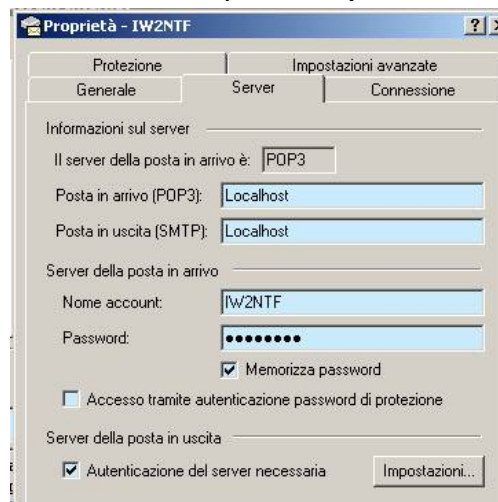 Proprietà - IW2NTF
Protezione Impostazioni avanzate
Generale Server Connessione
Informazioni sul server
Il server della posta in arrivo è: POP3
Posta in arrivo (POP3): Localhost
Posta in uscita (SMTP): Localhost
Server della posta in arrivo
Nome account: IW2NTF
Password: ●●●●●●●●
Memorizza password
Accesso tramite autenticazione password di protezione
Server della posta in uscita
Autenticazione del server necessaria Impostazioni...